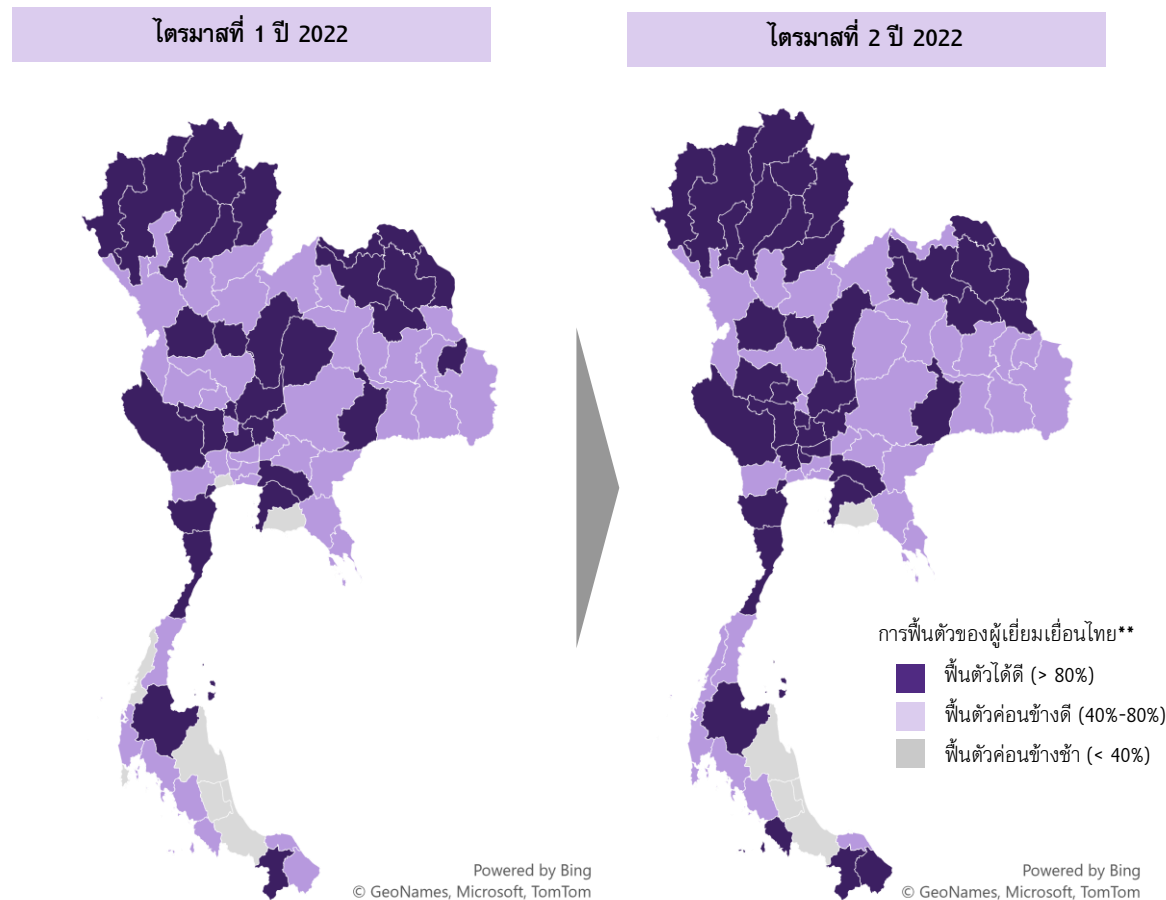 ไตรมาสที่ 1 ปี 2022
ไตรมาสที่ 2 ปี 2022
การฟื้นตัวของผู้เยี่ยมเยือนไทย**
ฟื้นตัวได้ดี (> 80%)
ฟื้นตัวค่อนข้างดี (40%-80%)
ฟื้นตัวค่อนข้างช้า (< 40%)
Powered by Bing
© GeoNames, Microsoft, TomTom
Powered by Bing
© GeoNames, Microsoft, TomTom